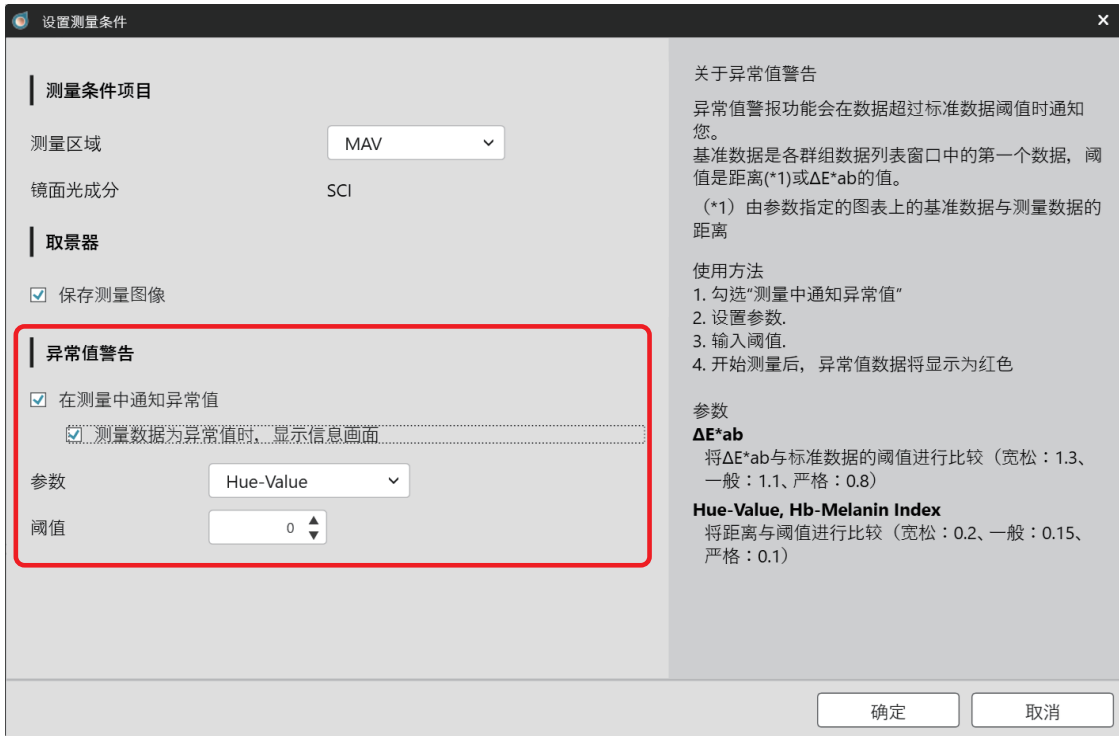 设置测量条件
测量条件项目
测量区域 MAV
镜面光成分 SCI
取景器
保存测量图像
异常值警告
在测量中通知异常值
测量数据为异常值时，显示信息画面
参数 Hue-Value
阈值 0
关于异常值警告
异常值警报功能会在数据超过标准数据阈值时通知
您。
基准数据是各群组数据列表窗口中的第一个数据，阈
值是距离(*1)或ΔE*ab的值。
（*1）由参数指定的图表上的基准数据与测量数据的
距离
使用方法
1. 勾选“测量中通知异常值”
2. 设置参数.
3. 输入阈值.
4. 开始测量后，异常值数据将显示为红色
参数
ΔE*ab
将ΔE*ab与标准数据的阈值进行比较（宽松：1.3、
一般：1.1、严格：0.8）
Hue-Value, Hb-Melanin Index
将距离与阈值进行比较（宽松：0.2、一般：0.15、
严格：0.1）
确定 取消